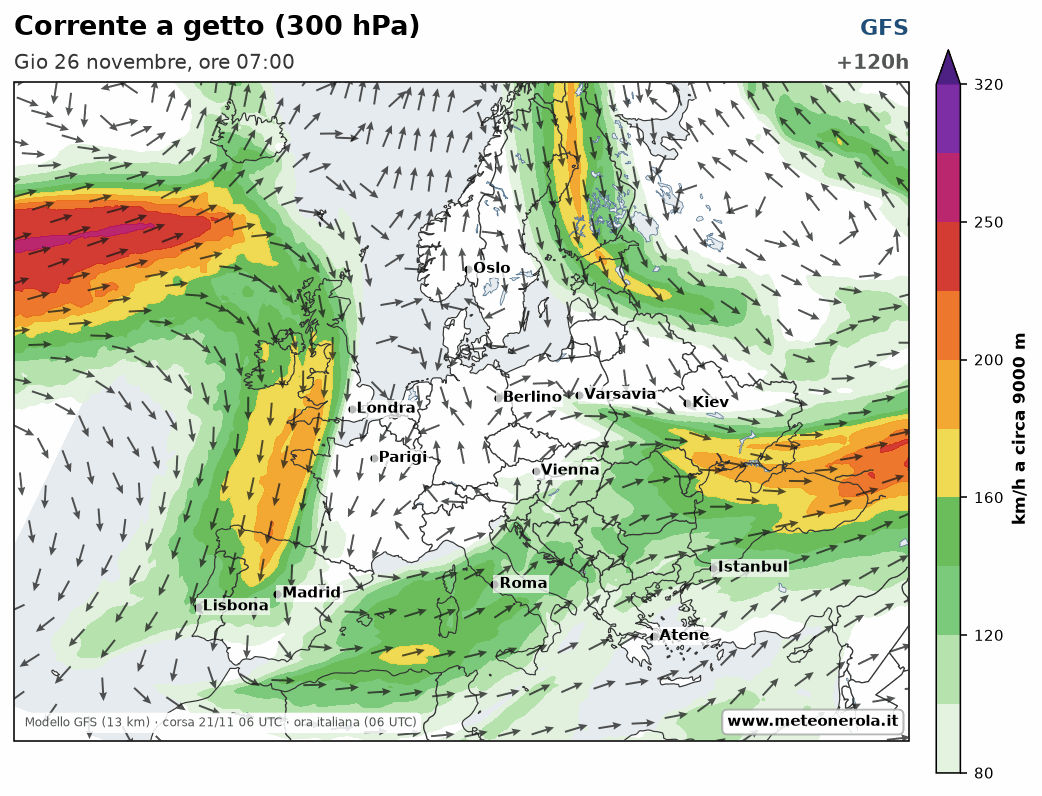 Corrente a getto (300 hPa)
GFS
Gio 26 novembre, ore 07:00
+120h
320
250
200
160
120
80
km/h a circa 9000 m
Oslo
Londra
Berlino
Varsavia
Kiev
Parigi
Vienna
Istanbul
Roma
Madrid
Lisbona
Atene
Modello GFS (13 km) · corsa 21/11 06 UTC · ora italiana (06 UTC)
www.meteonerola.it